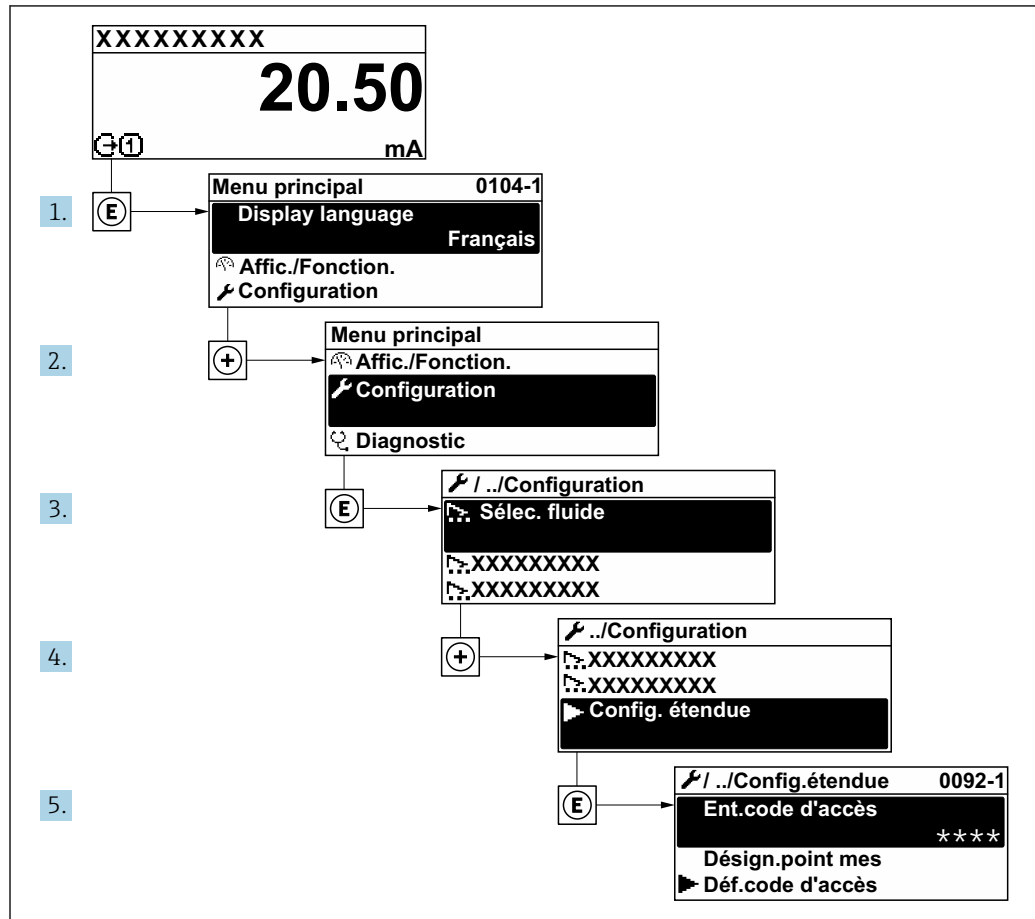 XXXXXXXXX
20.50
1 mA
1. E
Menu principal 0104-1
Display language
Français
Affic./Fonction.
Configuration
2. +
Menu principal
Affic./Fonction.
Configuration
Diagnostic
3. E
/ ../Configuration
Sélec. fluide
XXXXXXXXX
XXXXXXXXX
4. +
../Configuration
XXXXXXXXX
XXXXXXXXX
Config. étendue
5. E
/ ../Config.étendue 0092-1
Ent.code d'accès
****
Désign.point mes
Déf.code d'accès